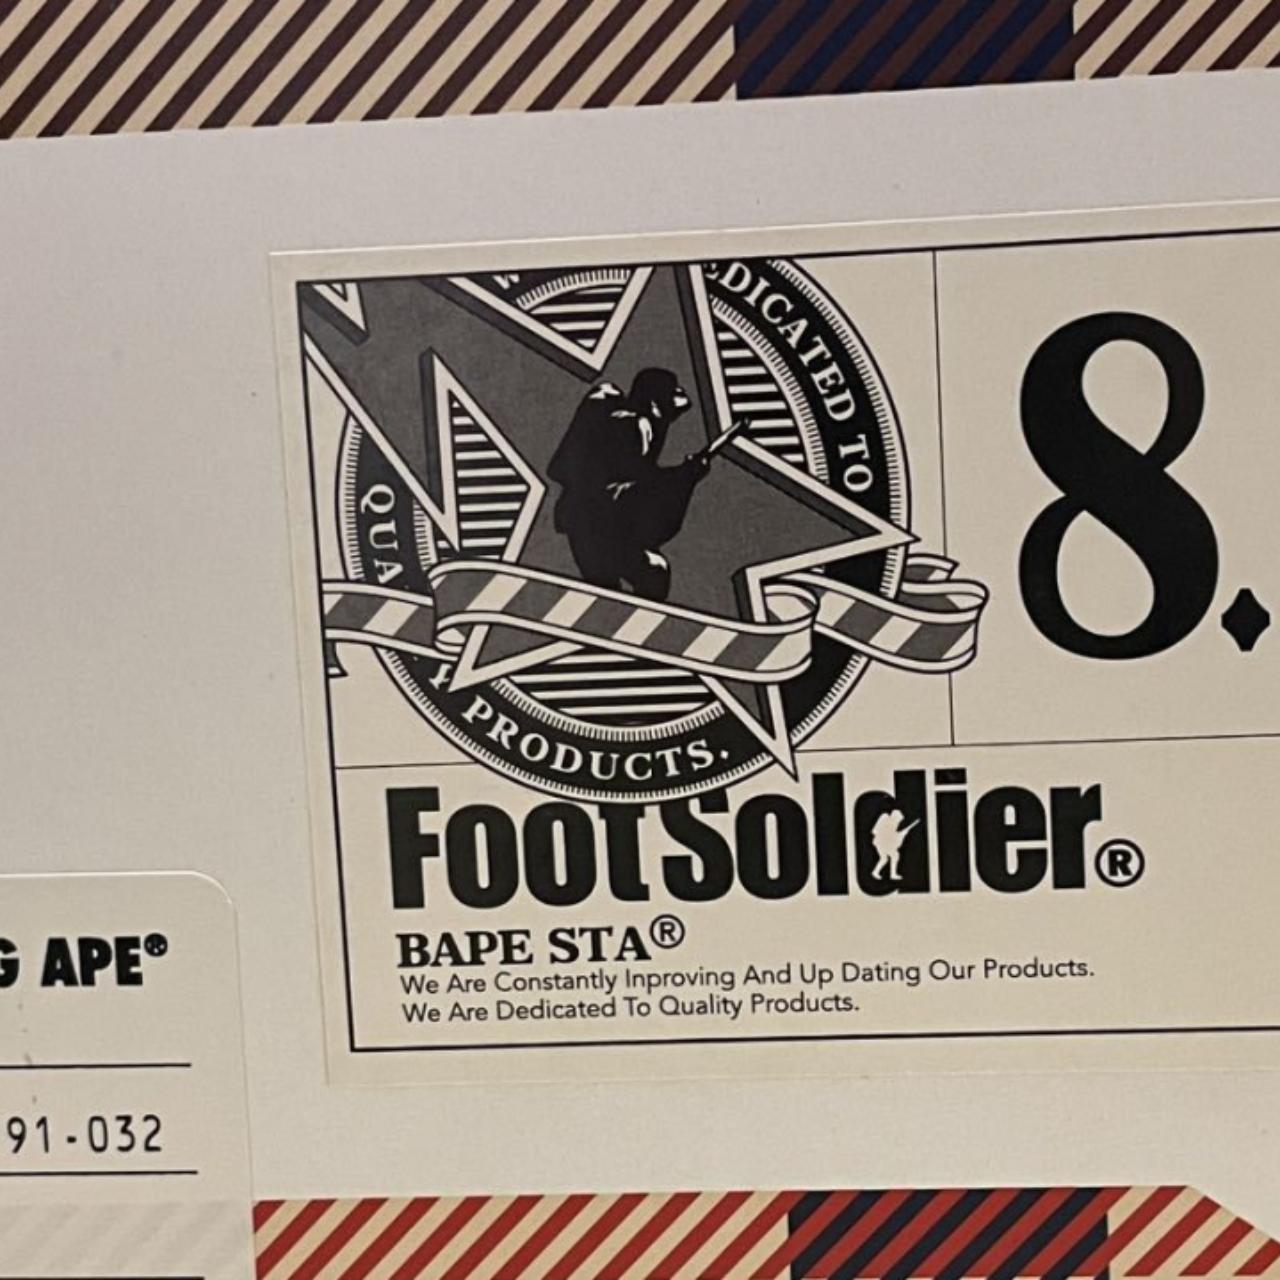 DEDICATED TO
QUA
Y PRODUCTS.
8.
FootSoldier®
BAPE STA®
We Are Constantly Inproving And Up Dating Our Products.
We Are Dedicated To Quality Products.
G APE®
91-032